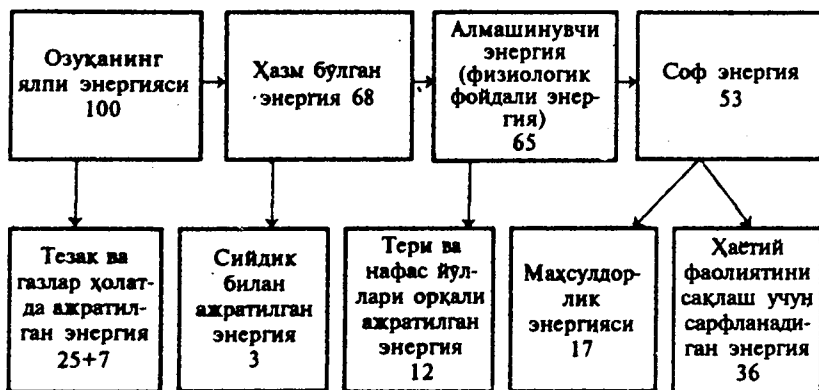 Озуқанинг
ялпи энергияси
100
Ҳазм бўлган
энергия 68
Алмашинувчи
энергия
(физиологик
фойдали энер-
гия)
65
Соф энергия
53
Тезак ва
газлар ҳолат-
да ажратил-
ган энергия
25+7
Сийдик
билан
ажратилган
энергия
3
Тери ва
нафас йўл-
лари орқали
ажратилган
энергия
12
Маҳсулдор-
лик
энергияси
17
Ҳаётий
фаолиятини
сақлаш учун
сарфланади-
ган энергия
36